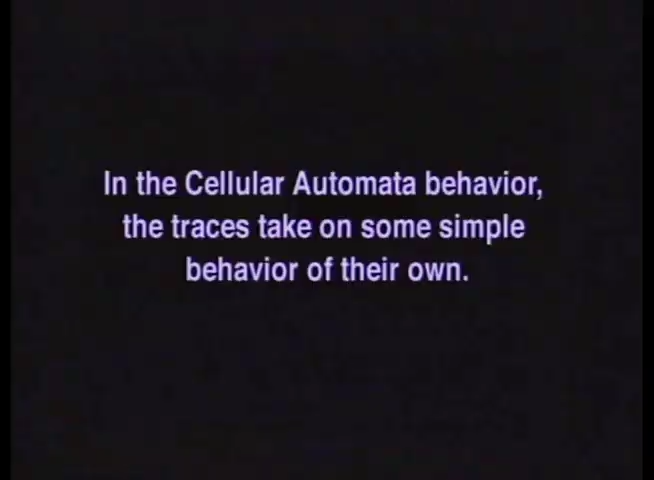 In the Cellular Automata behavior,
the traces take on some simple
behavior of their own.